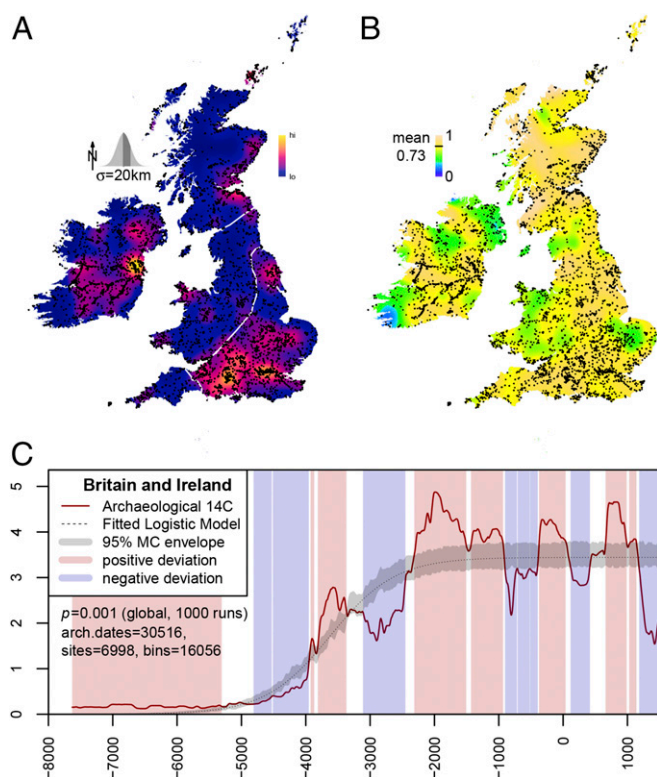 A
B
N
σ=20km
hi
lo
mean
0.73
1
0
C
Britain and Ireland
Archaeological 14C
Fitted Logistic Model
95% MC envelope
positive deviation
negative deviation
p=0.001 (global, 1000 runs)
arch.dates=30516,
sites=6998, bins=16056
5
4
3
2
1
0
-8000
-7000
-6000
-5000
-4000
-3000
-2000
-1000
0
1000